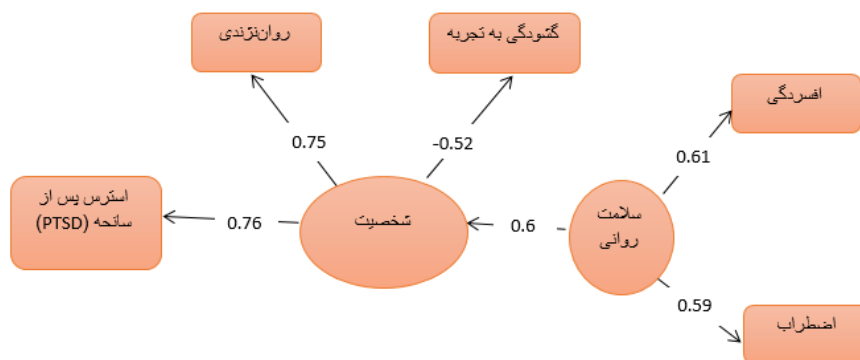 روان‌نژندی
گشودگی به تجربه
افسردگی
0.75
-0.52
0.61
استرس پس از
سانحه (PTSD)
0.76
شخصیت
0.6
سلامت
روانی
0.59
اضطراب